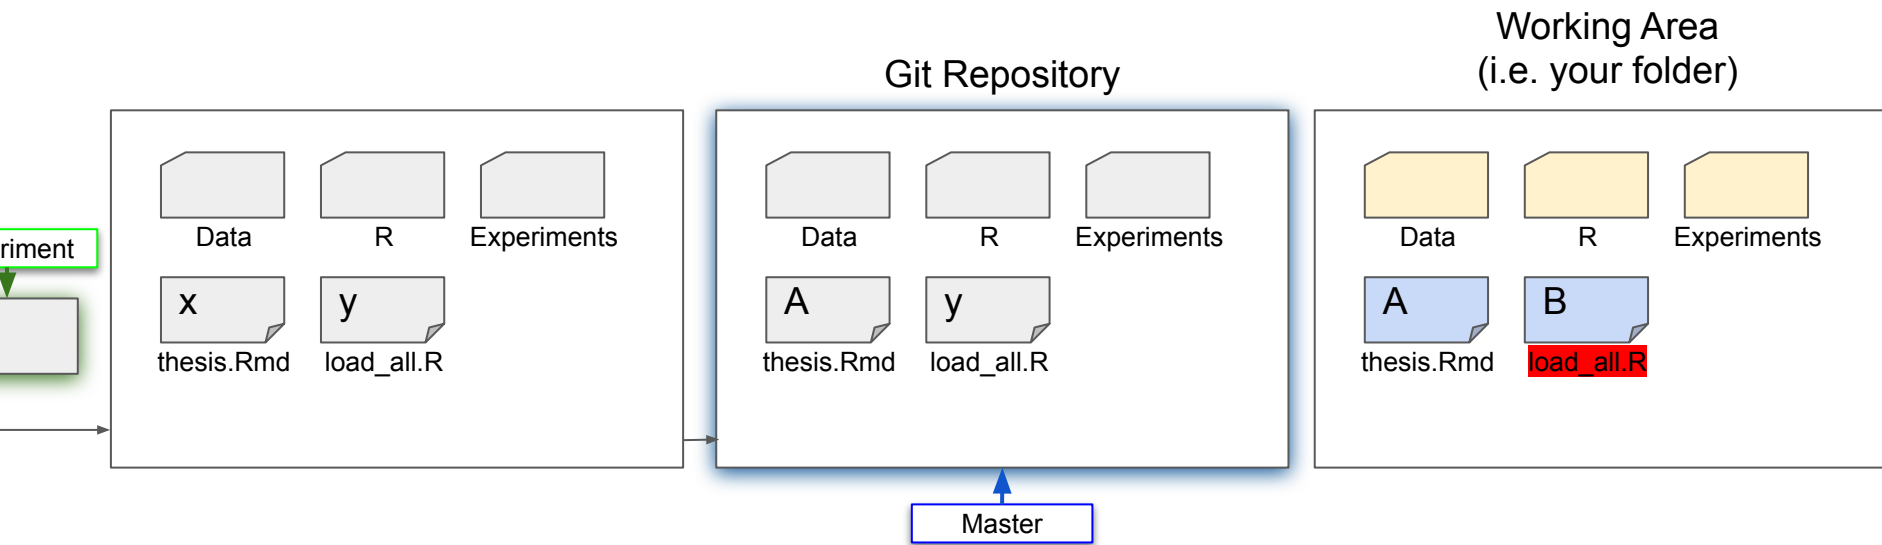 Working Area
(i.e. your folder)
Git Repository
Data
R
Experiments
Data
R
Experiments
Data
R
Experiments
riment
x
y
A
y
A
B
thesis.Rmd
load_all.R
thesis.Rmd
load_all.R
thesis.Rmd
load_all.R
Master